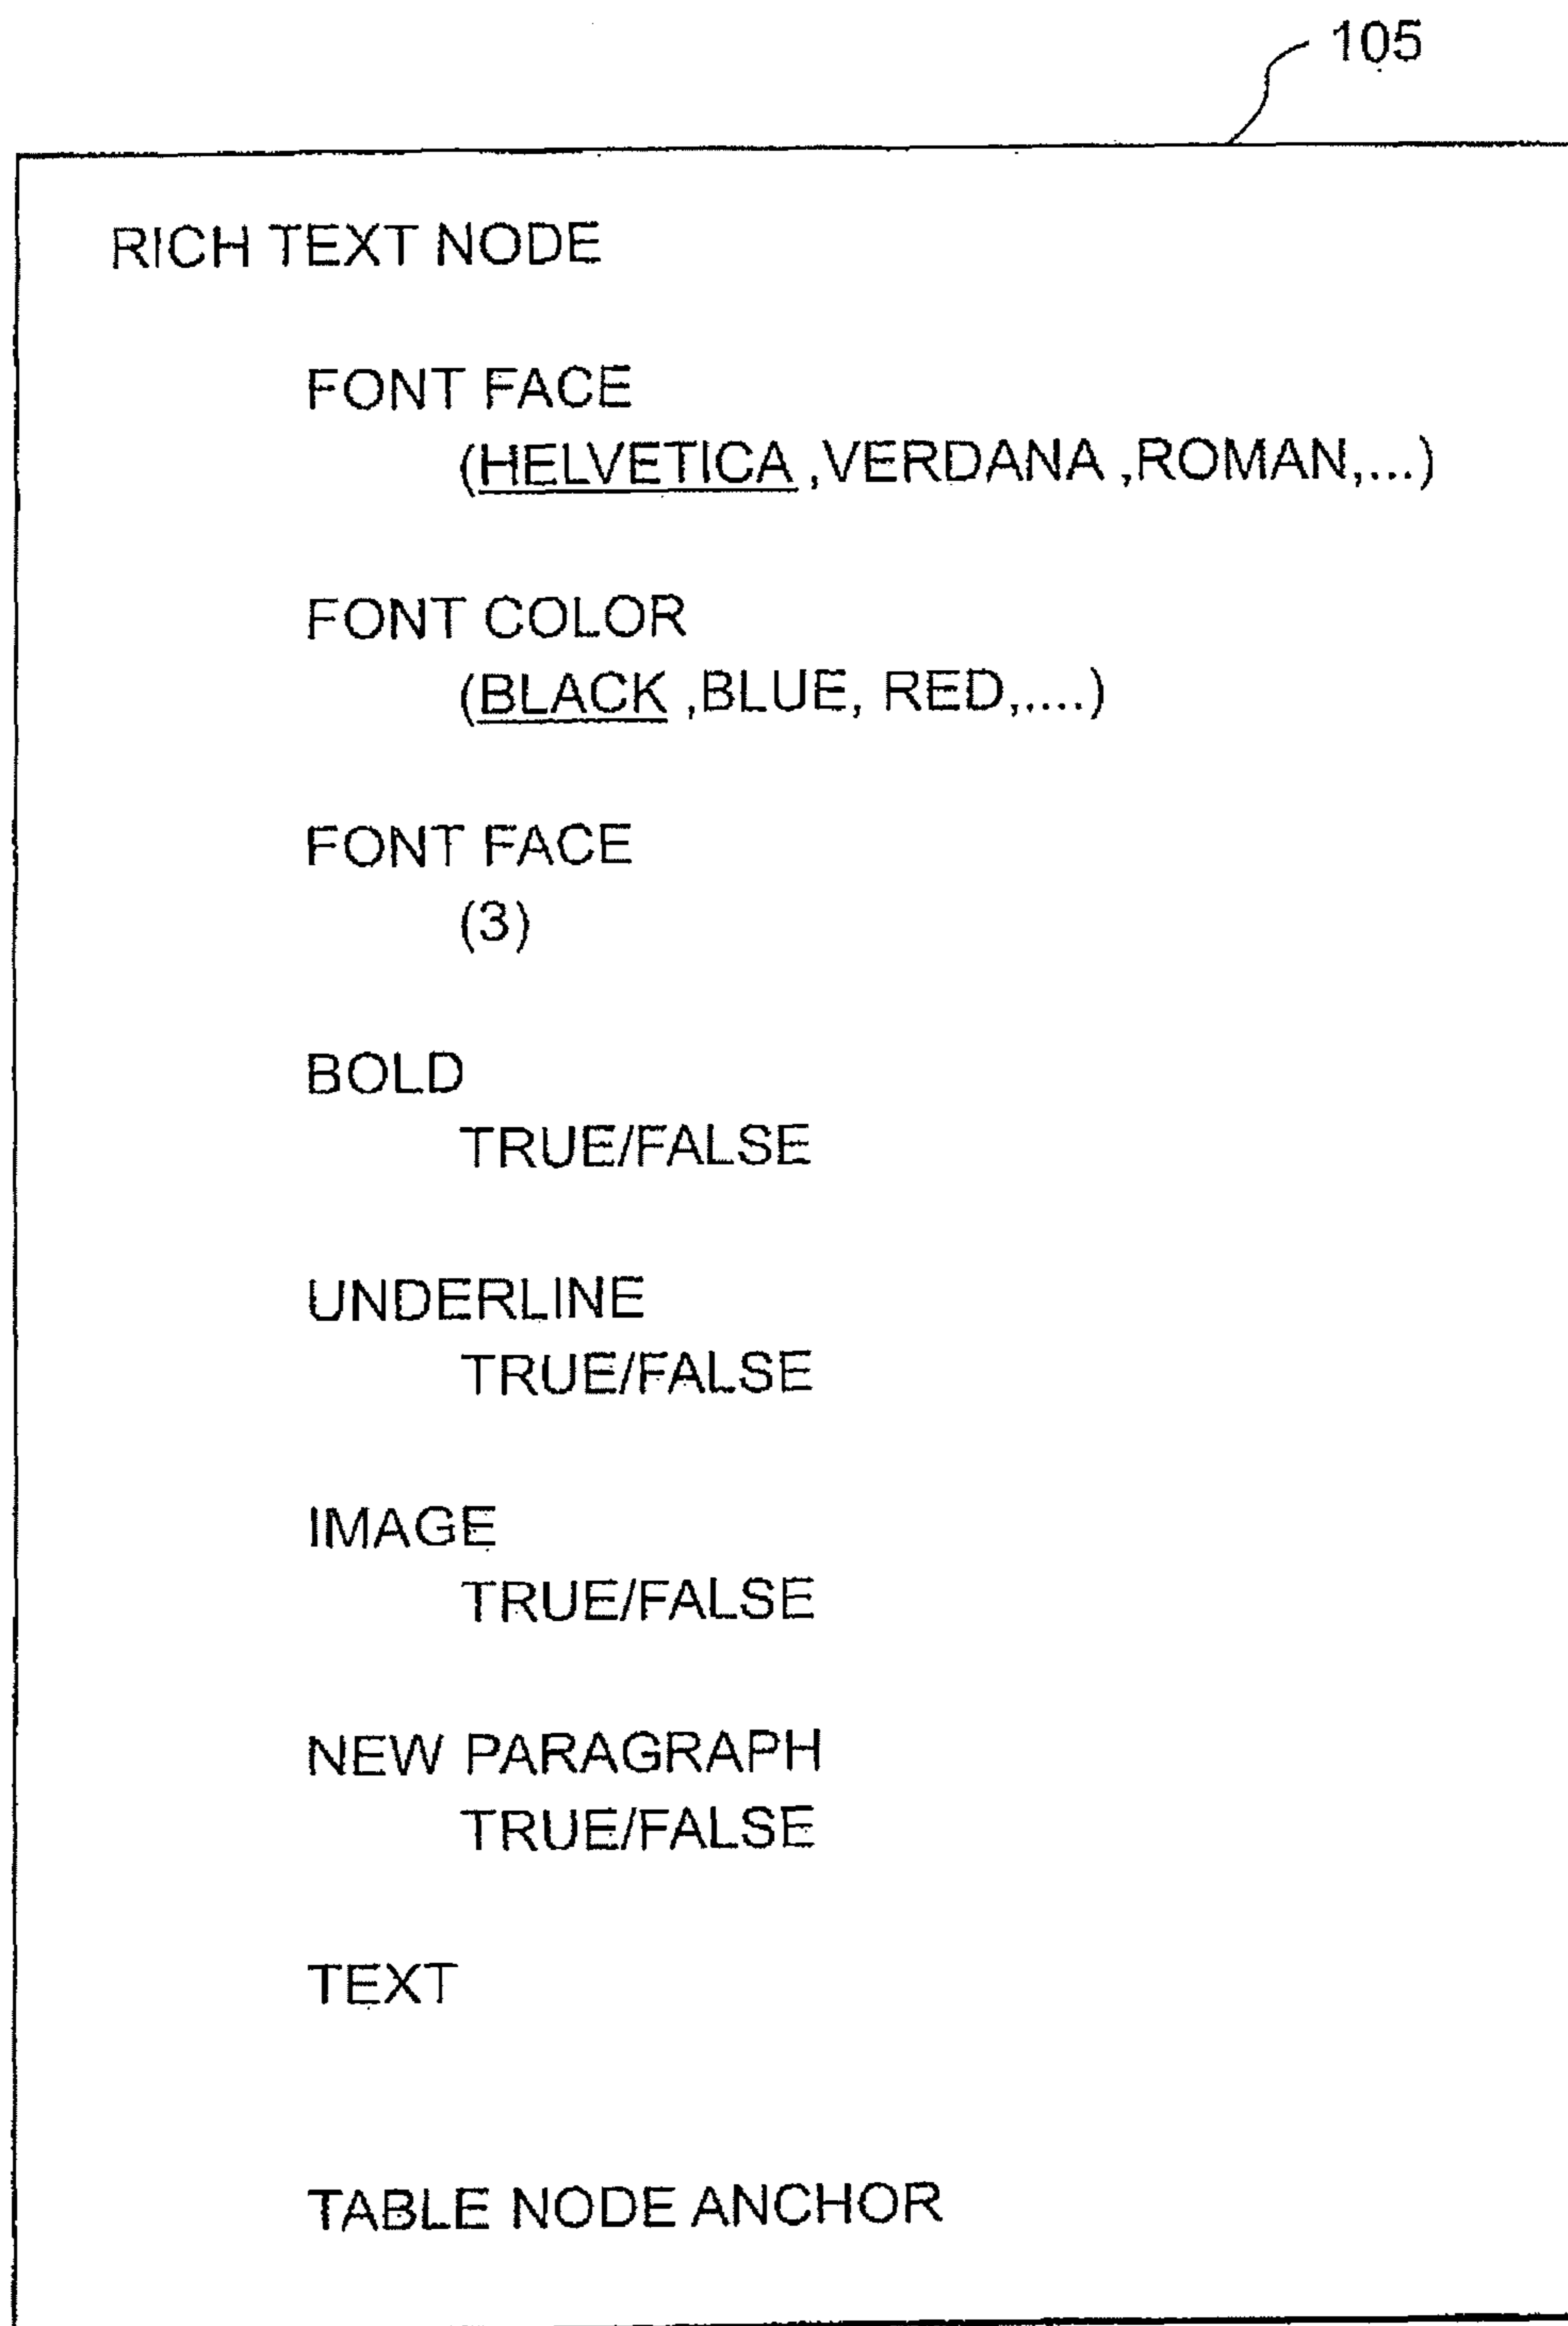 105
RICH TEXT NODE
FONT FACE
(HELVETICA ,VERDANA ,ROMAN,...)
FONT COLOR
(BLACK ,BLUE, RED,,...)
FONT FACE
(3)
BOLD
TRUE/FALSE
UNDERLINE
TRUE/FALSE
IMAGE
TRUE/FALSE
NEW PARAGRAPH
TRUE/FALSE
TEXT
TABLE NODE ANCHOR